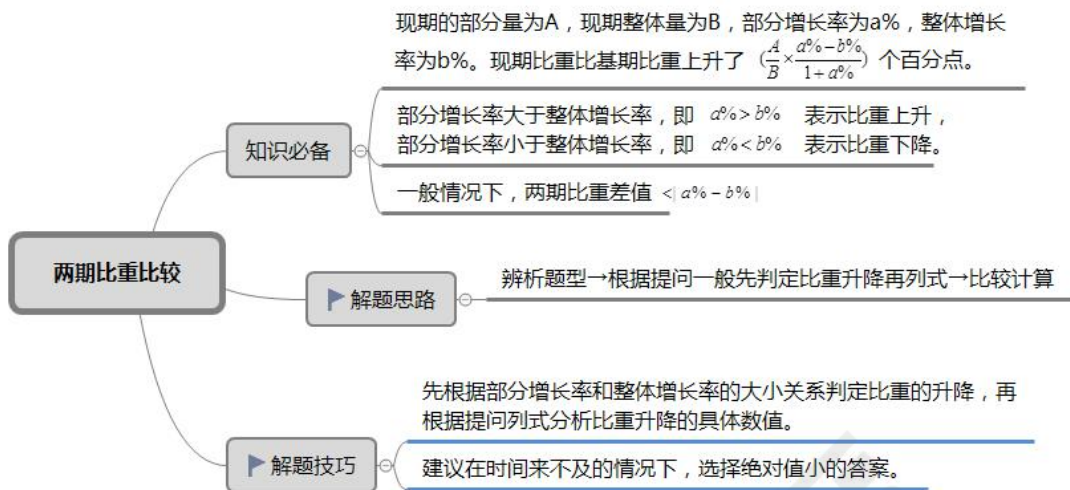 现期的部分量为A，现期整体量为B，部分增长率为a%，整体增长
率为b%。现期比重比基期比重上升了 (A/B × (a%−b%)/(1+a%)) 个百分点。
部分增长率大于整体增长率，即 a%>b% 表示比重上升，
部分增长率小于整体增长率，即 a%<b% 表示比重下降。
一般情况下，两期比重差值 <|a%−b%|
知识必备
两期比重比较
解题思路
辨析题型→根据提问一般先判定比重升降再列式→比较计算
先根据部分增长率和整体增长率的大小关系判定比重的升降，再
根据提问列式分析比重升降的具体数值。
解题技巧
建议在时间来不及的情况下，选择绝对值小的答案。